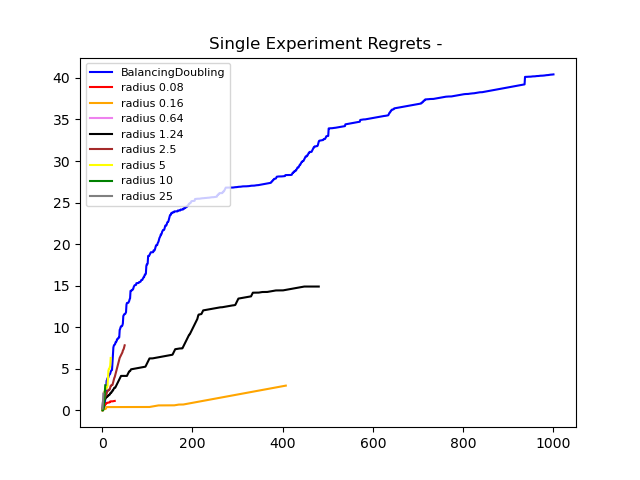 Single Experiment Regrets -
BalancingDoubling
radius 0.08
radius 0.16
radius 0.64
radius 1.24
radius 2.5
radius 5
radius 10
radius 25
40
35
30
25
20
15
10
5
0
0 200 400 600 800 1000